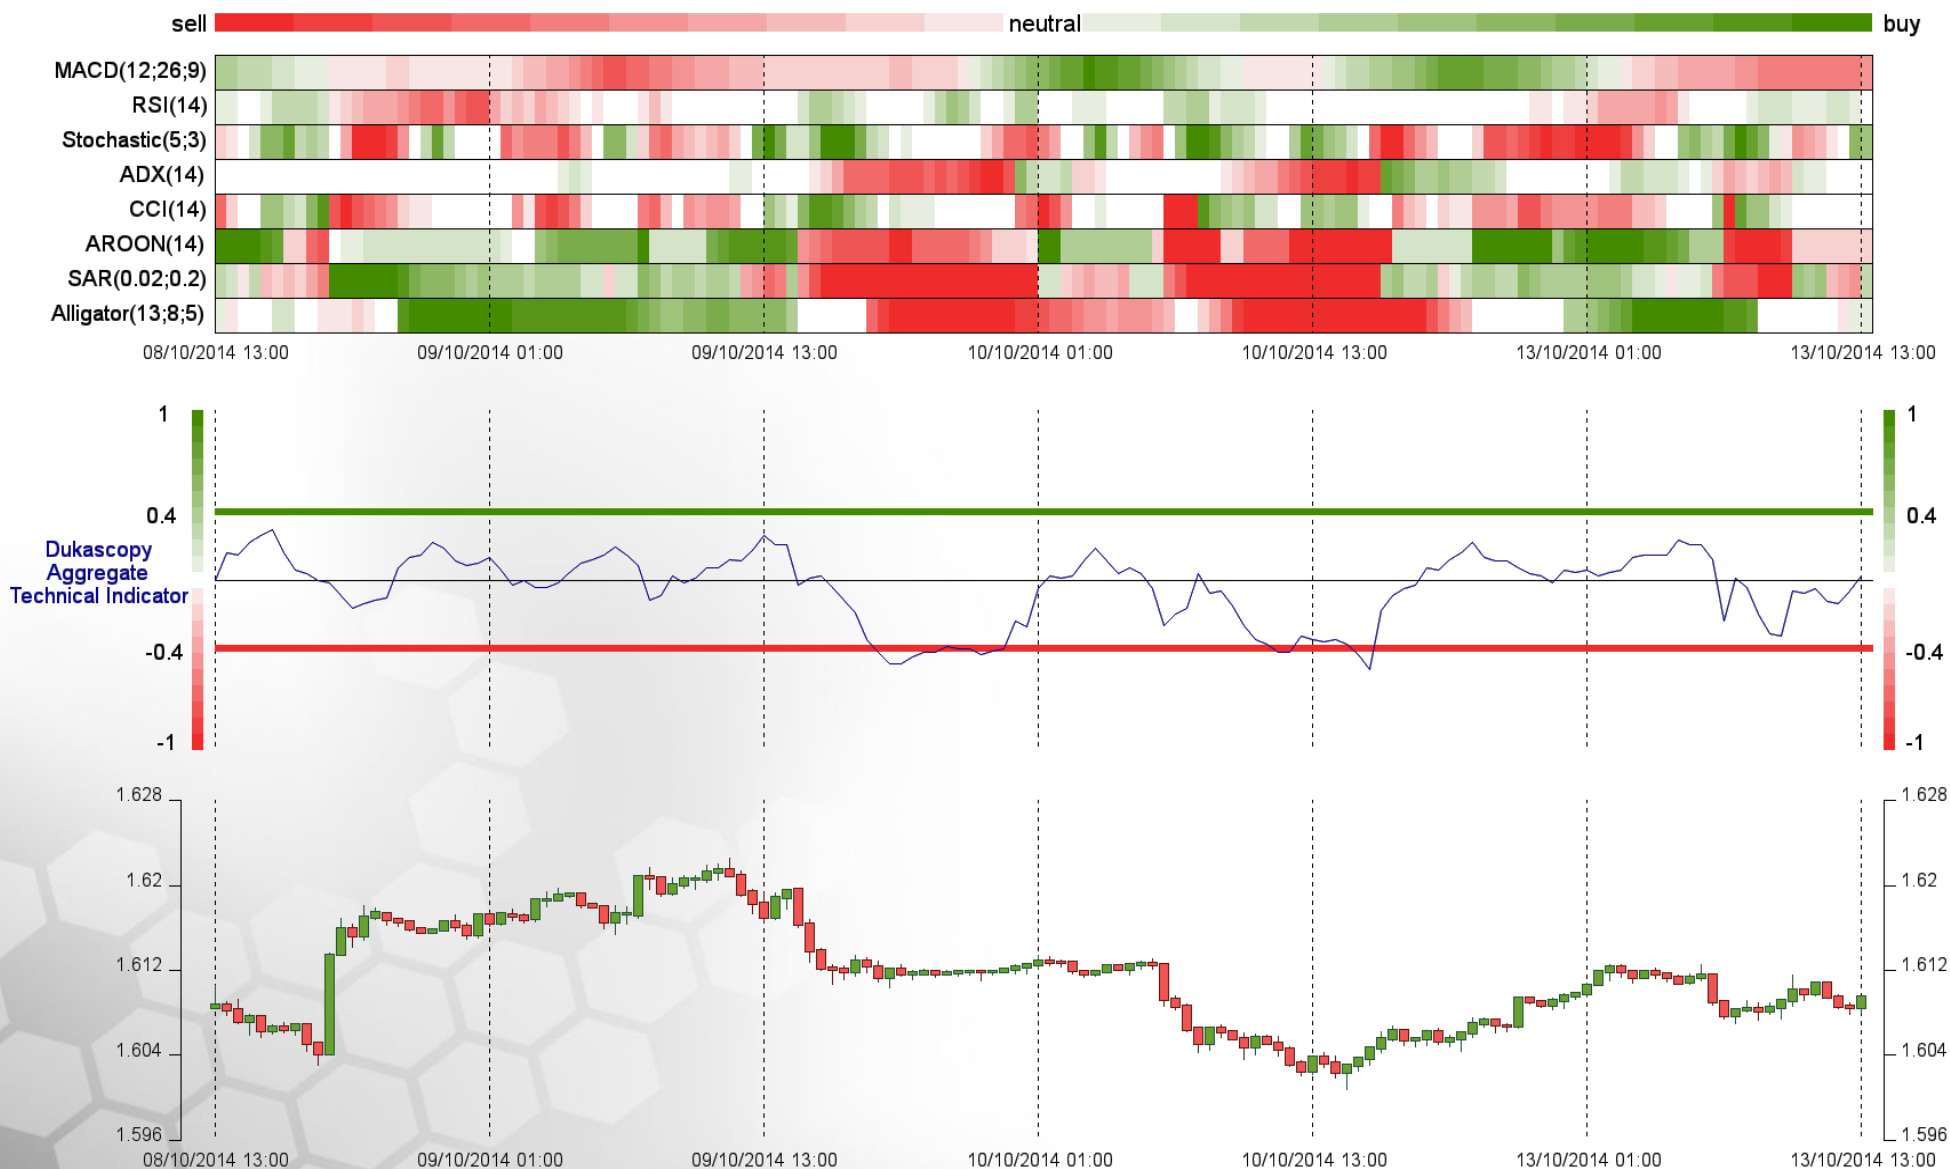 sell neutral buy
MACD(12;26;9)
RSI(14)
Stochastic(5;3)
ADX(14)
CCI(14)
AROON(14)
SAR(0.02;0.2)
Alligator(13;8;5)
08/10/2014 13:00 09/10/2014 01:00 09/10/2014 13:00 10/10/2014 01:00 10/10/2014 13:00 13/10/2014 01:00 13/10/2014 13:00
1 1
0.4 0.4
Dukascopy
Aggregate
Technical Indicator
-0.4 -0.4
-1 -1
1.628 1.628
1.62 1.62
1.612 1.612
1.604 1.604
1.596 1.596
08/10/2014 13:00 09/10/2014 01:00 09/10/2014 13:00 10/10/2014 01:00 10/10/2014 13:00 13/10/2014 01:00 13/10/2014 13:00